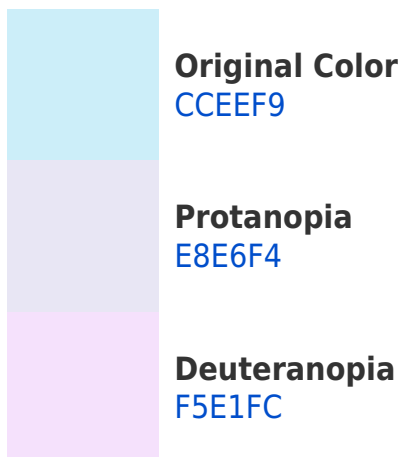 Original Color
CCEEF9
Protanopia
E8E6F4
Deuteranopia
F5E1FC